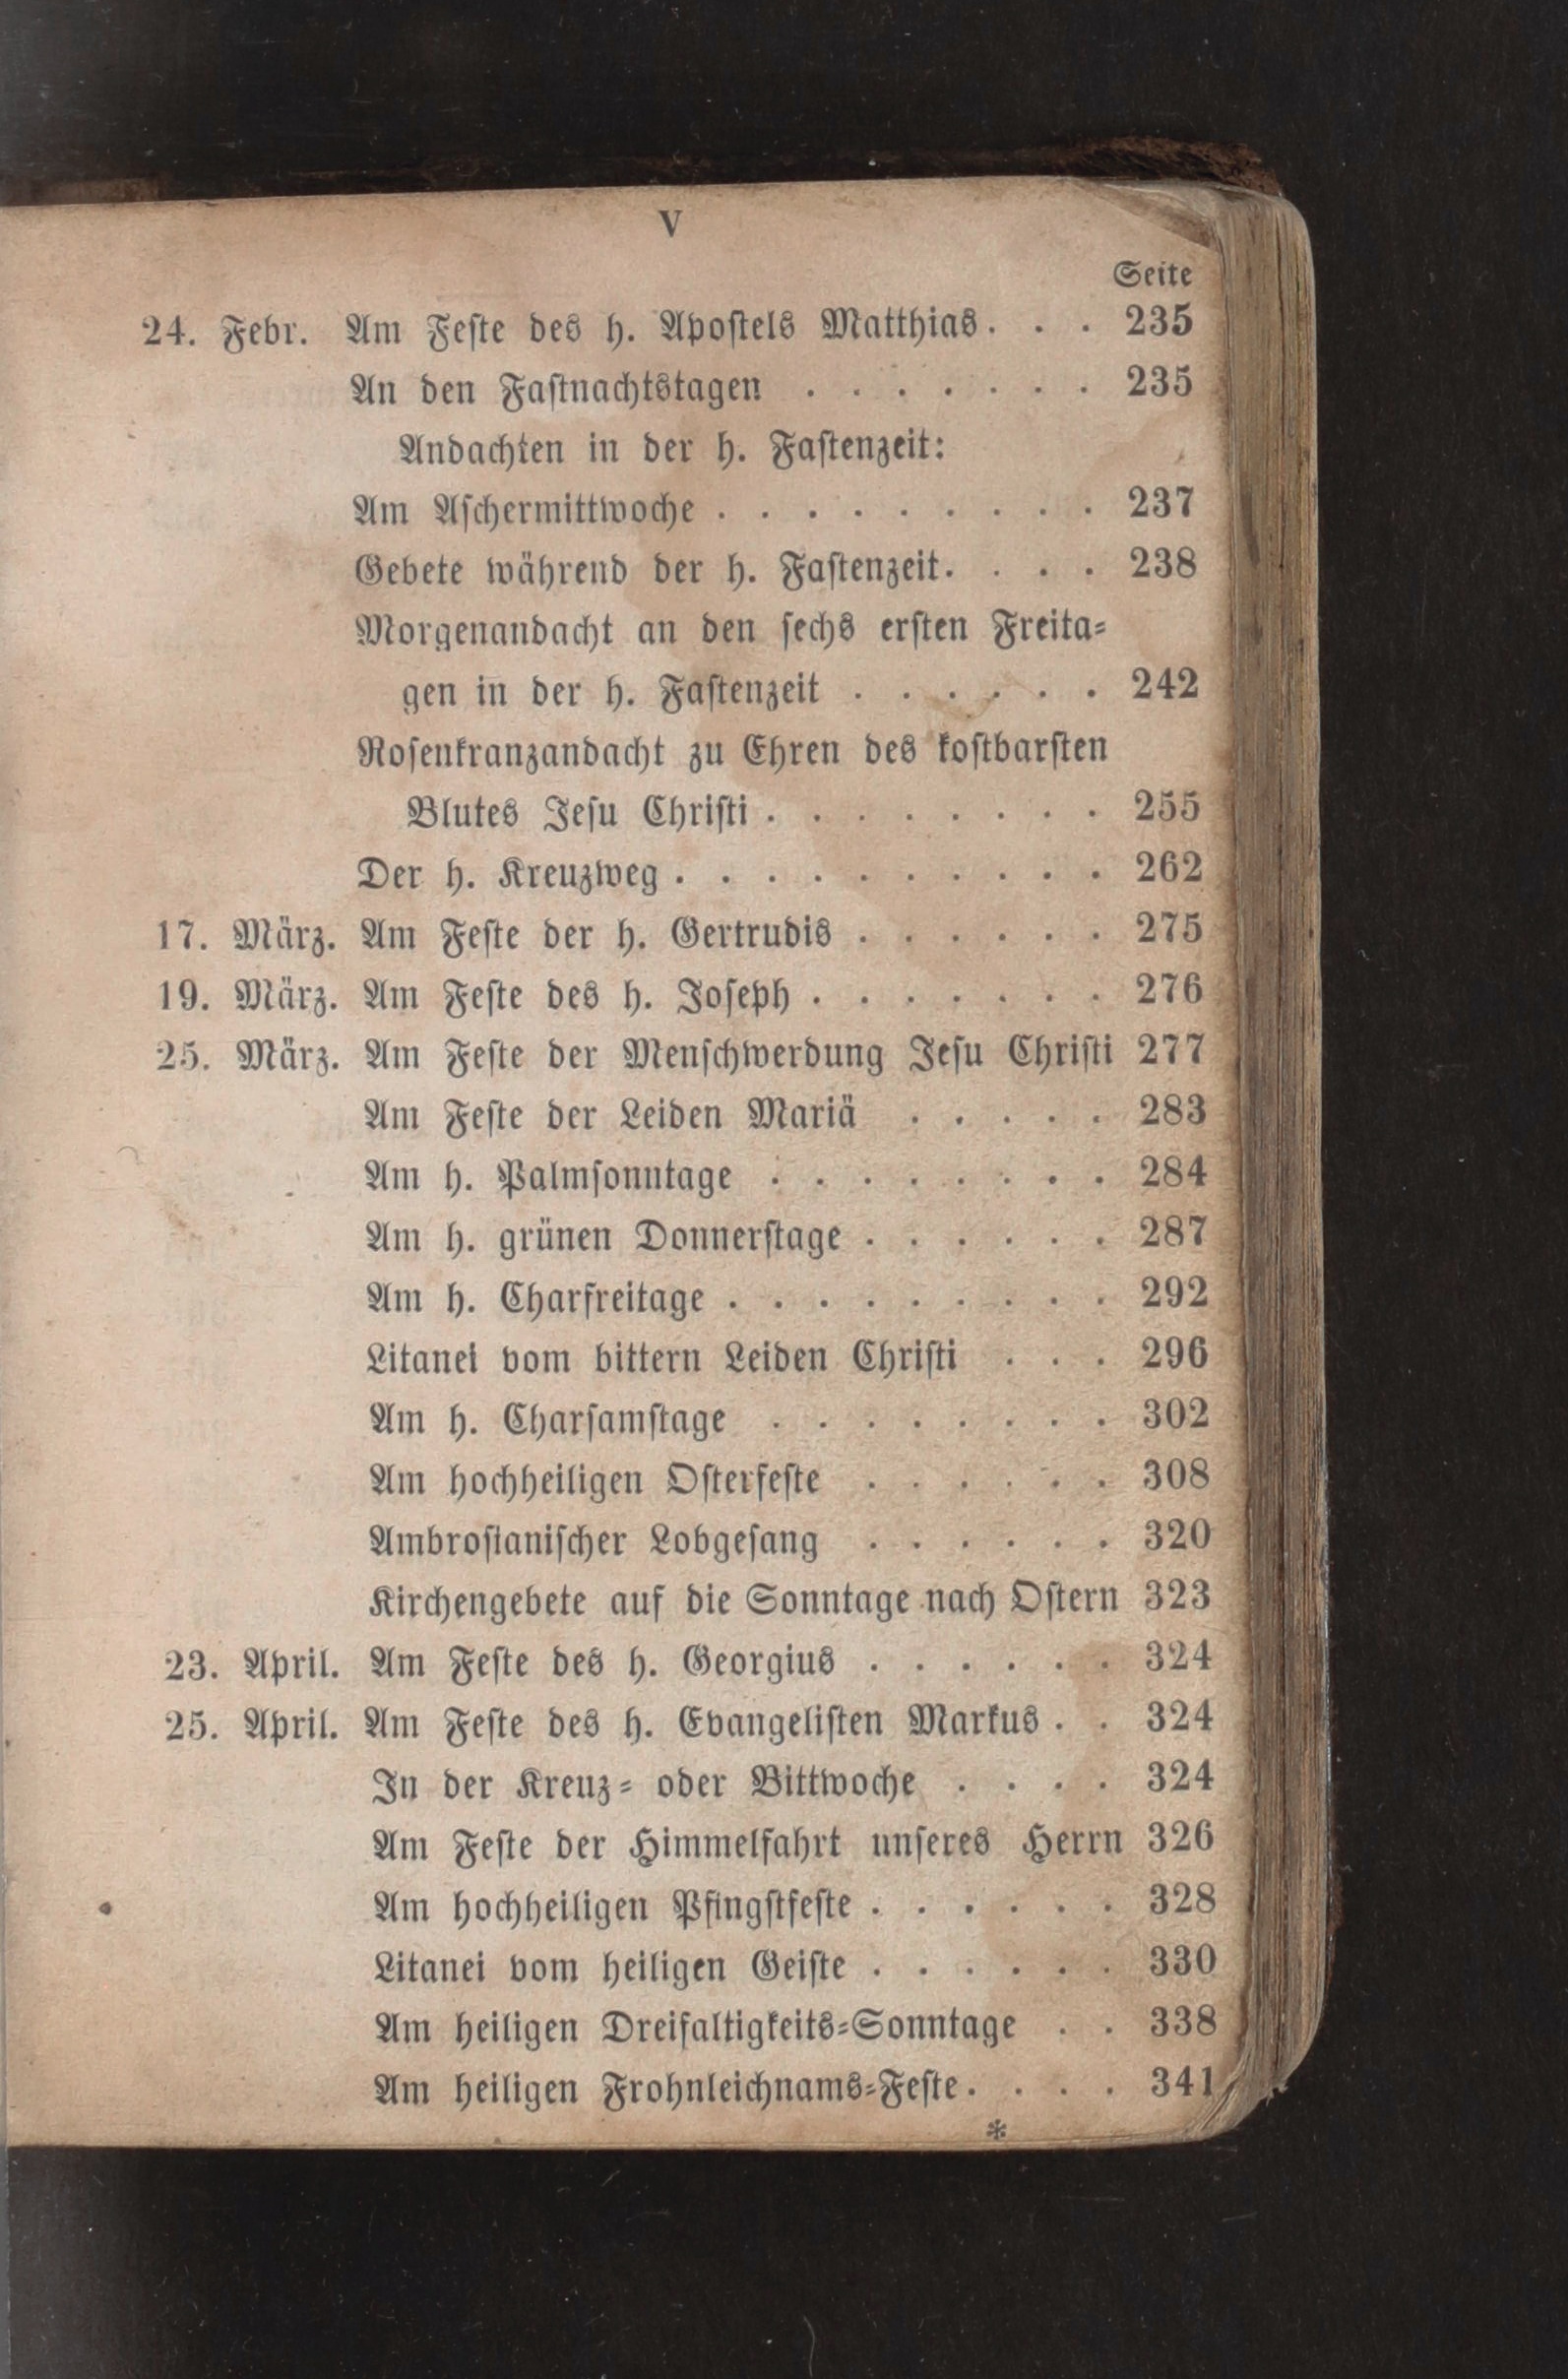 V
Seite
24. Febr. Am Feste des h. Apostels Matthias. . . 235
An den Fastnachtstagen . . . . . . . 235
Andachten in der h. Fastenzeit:
Am Aschermittwoche . . . . . . . . . 237
Gebete während der h. Fastenzeit. . . . 238
Morgenandacht an den sechs ersten Freita-
gen in der h. Fastenzeit . . . . . . 242
Rosenkranzandacht zu Ehren des kostbarsten
Blutes Jesu Christi . . . . . . . . 255
Der h. Kreuzweg . . . . . . . . . . 262
17. März. Am Feste der h. Gertrudis . . . . . . 275
19. März. Am Feste des h. Joseph . . . . . . . 276
25. März. Am Feste der Menschwerdung Jesu Christi 277
Am Feste der Leiden Mariä . . . . . 283
Am h. Palmsonntage . . . . . . . . 284
Am h. grünen Donnerstage . . . . . . 287
Am h. Charfreitage . . . . . . . . . 292
Litanei vom bittern Leiden Christi . . . 296
Am h. Charsamstage . . . . . . . . 302
Am hochheiligen Osterfeste . . . . . . 308
Ambrosianischer Lobgesang . . . . . . 320
Kirchengebete auf die Sonntage nach Ostern 323
23. April. Am Feste des h. Georgius . . . . . . 324
25. April. Am Feste des h. Evangelisten Markus . . 324
In der Kreuz- oder Bittwoche . . . . 324
Am Feste der Himmelfahrt unseres Herrn 326
Am hochheiligen Pfingstfeste . . . . . . 328
Litanei vom heiligen Geiste . . . . . . 330
Am heiligen Dreifaltigkeits-Sonntage . . 338
Am heiligen Frohnleichnams-Feste. . . . 341
*